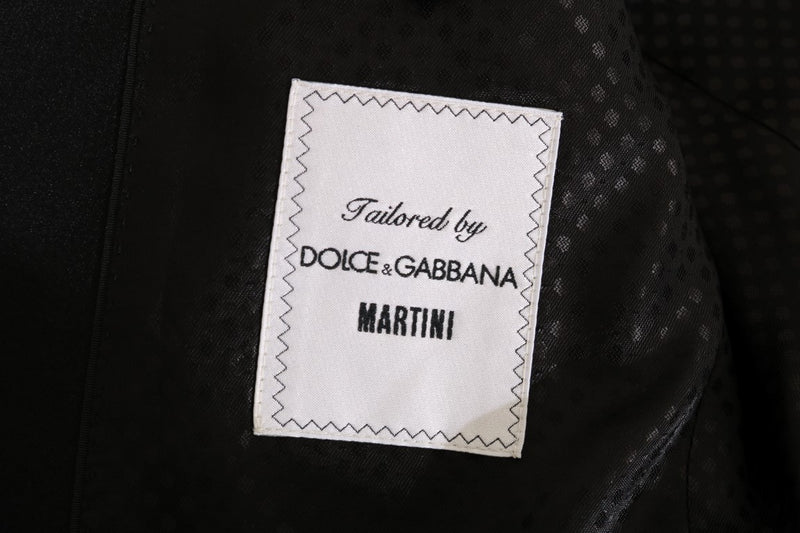 Tailored by
DOLCE & GABBANA
MARTINI